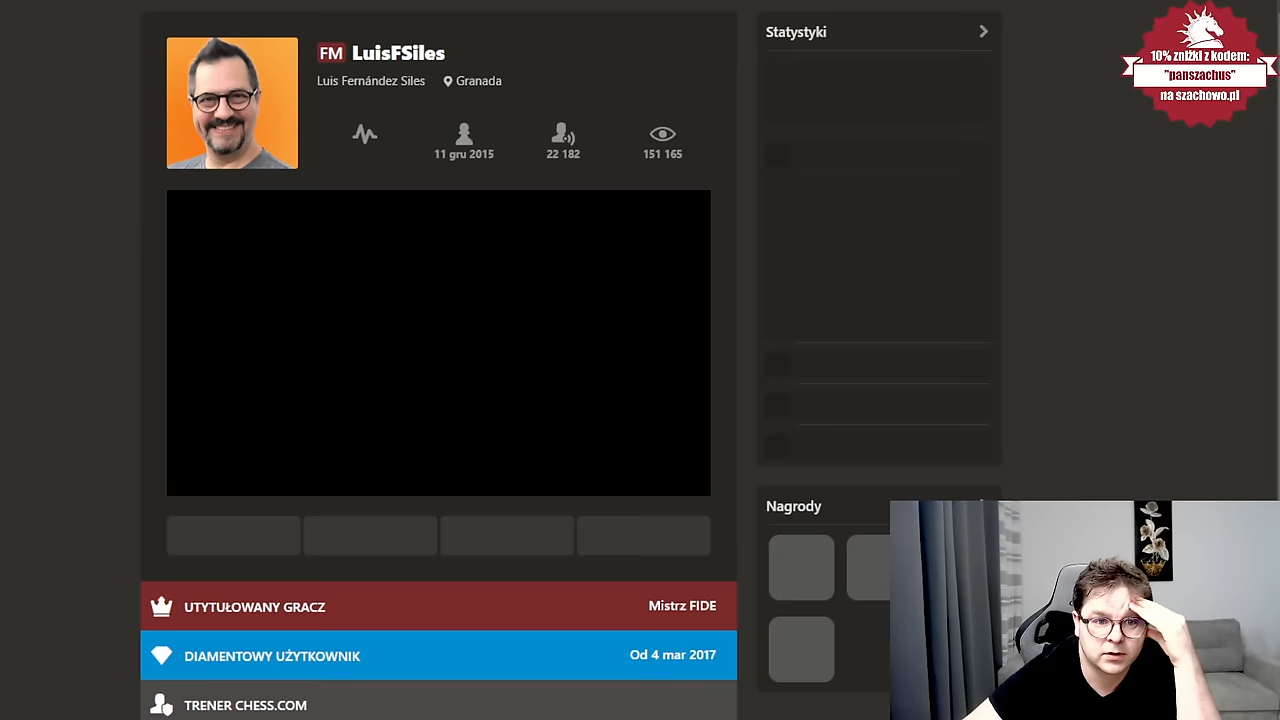 FM LuisFSiles
Luis Fernández Siles Granada
11 gru 2015 22 182 151 165
UTYTUŁOWANY GRACZ Mistrz FIDE
DIAMENTOWY UŻYTKOWNIK Od 4 mar 2017
TRENER CHESS.COM
Statystyki
Nagrody
10% zniżki z kodem:
"panszachus"
na szachowo.pl